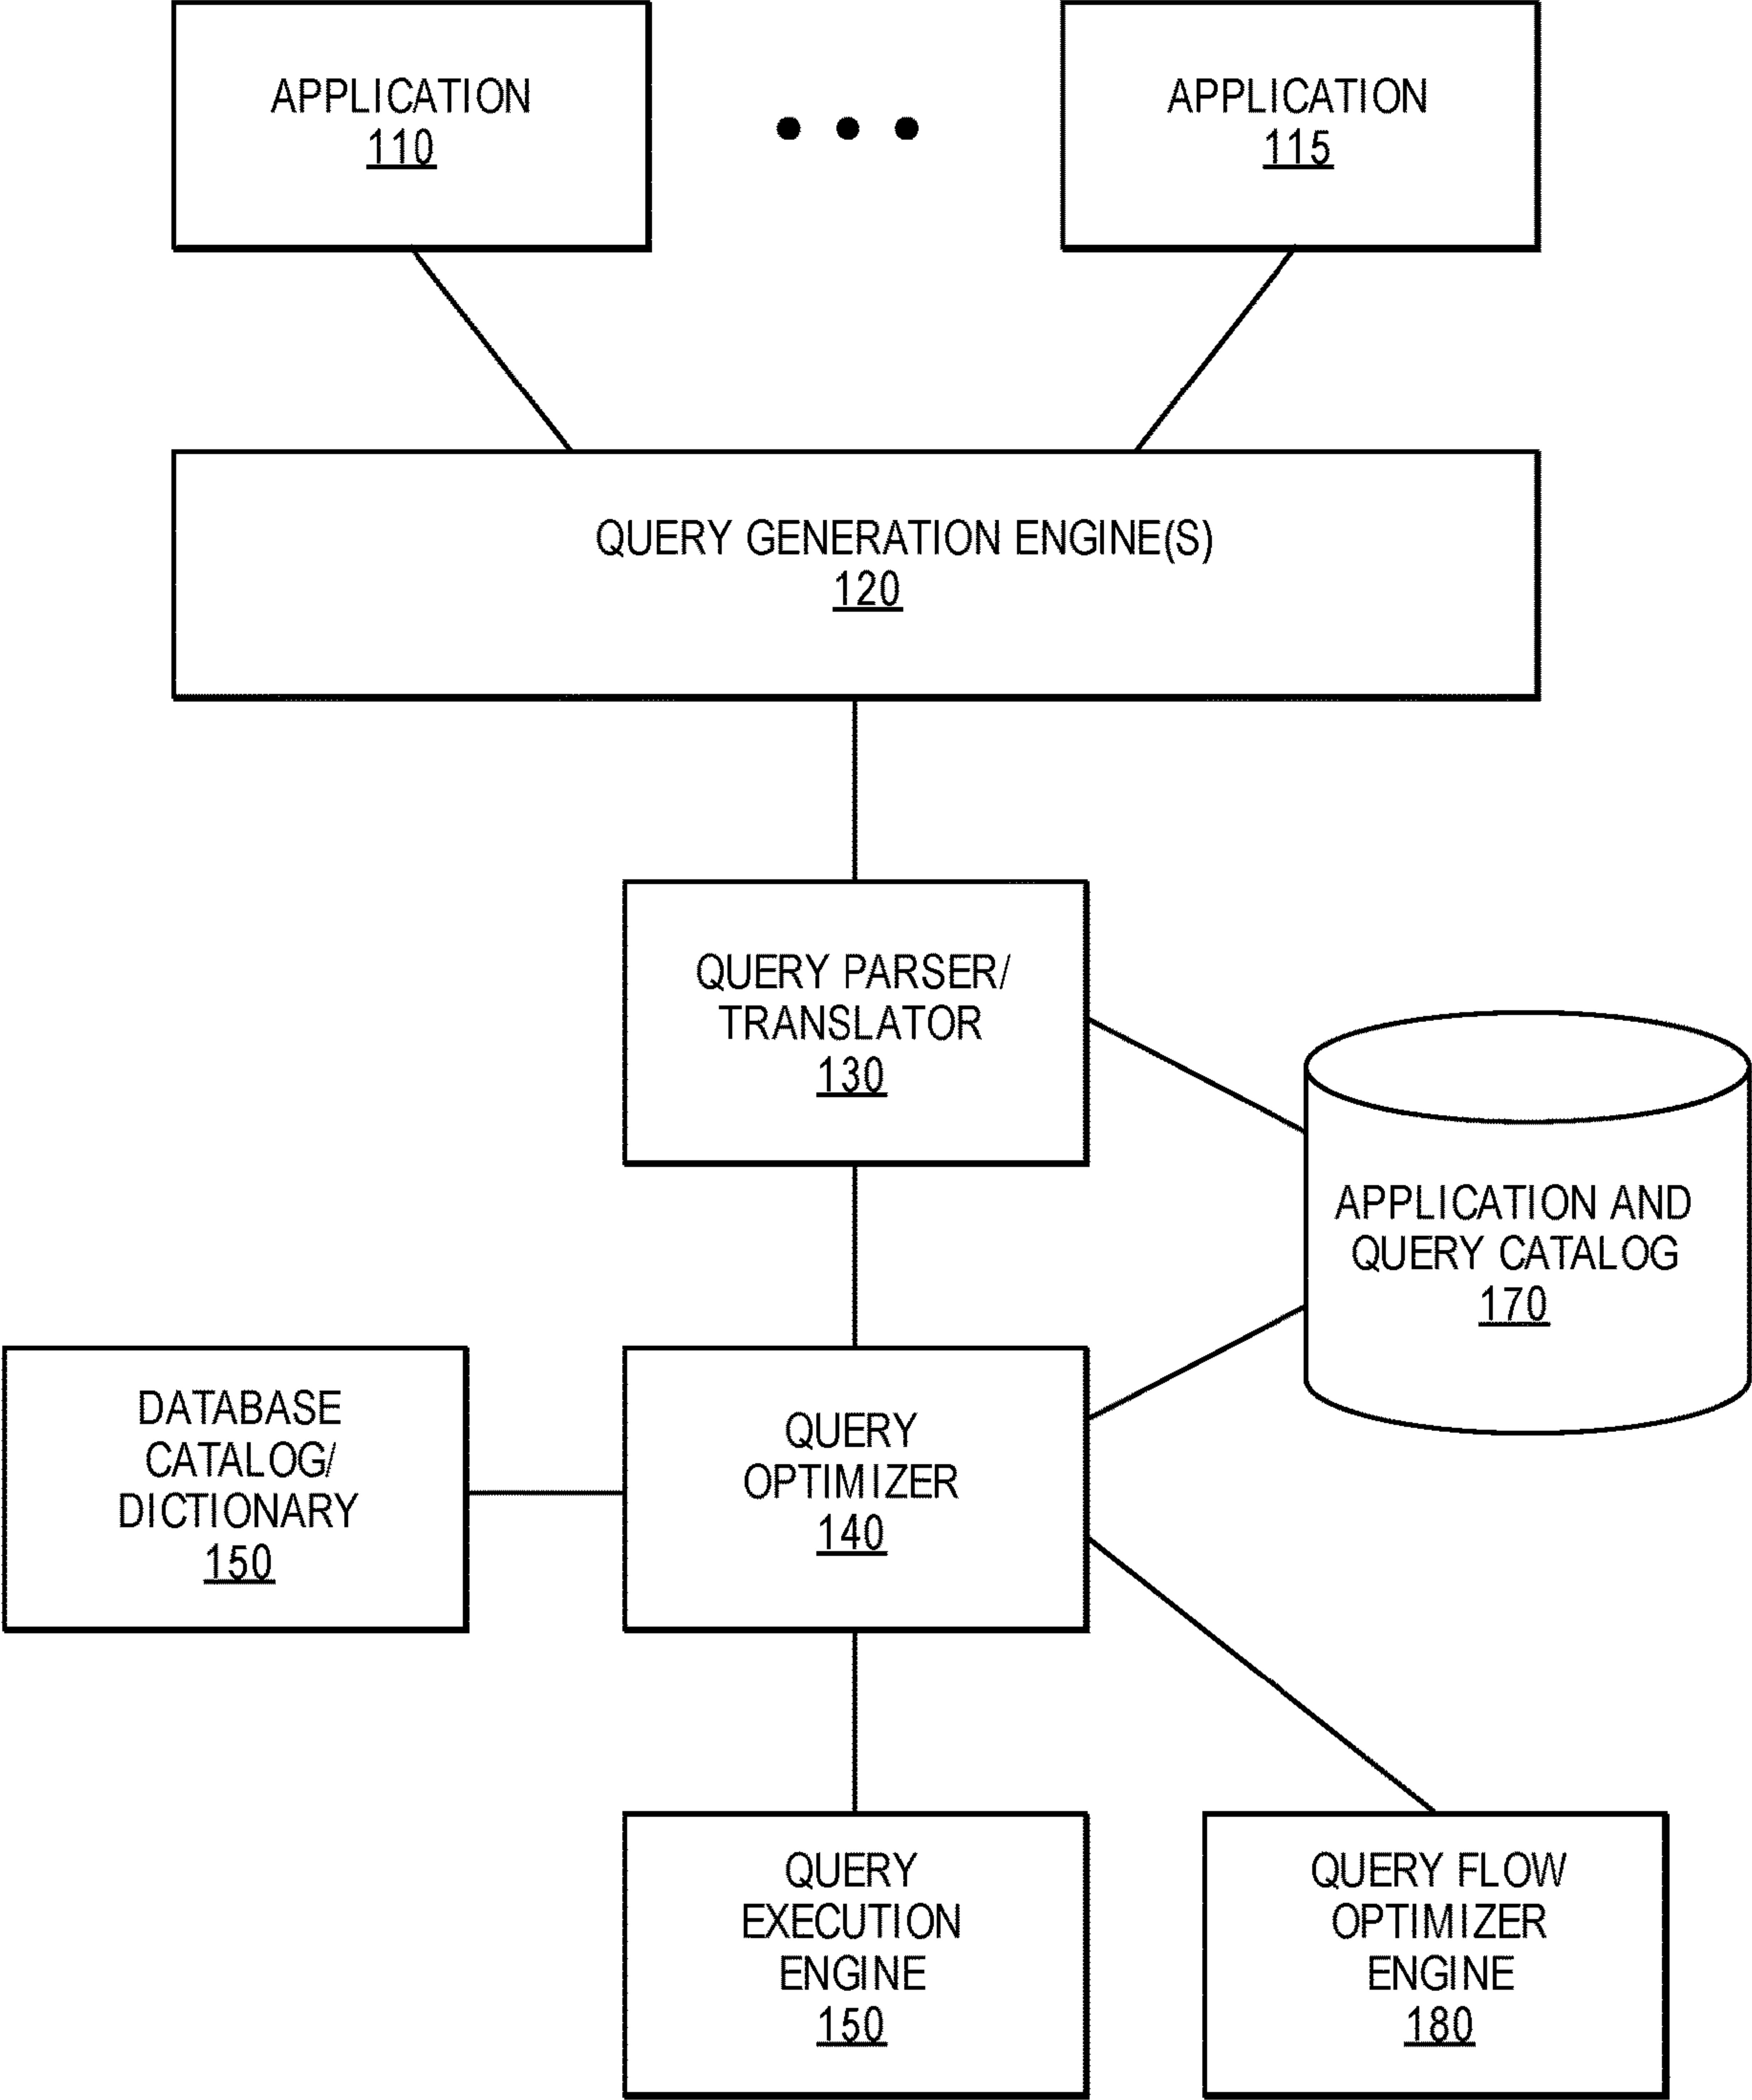 APPLICATION
110
APPLICATION
115
QUERY GENERATION ENGINE(S)
120
QUERY PARSER/
TRANSLATOR
130
APPLICATION AND
QUERY CATALOG
170
DATABASE
CATALOG/
DICTIONARY
150
QUERY
OPTIMIZER
140
QUERY
EXECUTION
ENGINE
150
QUERY FLOW
OPTIMIZER
ENGINE
180